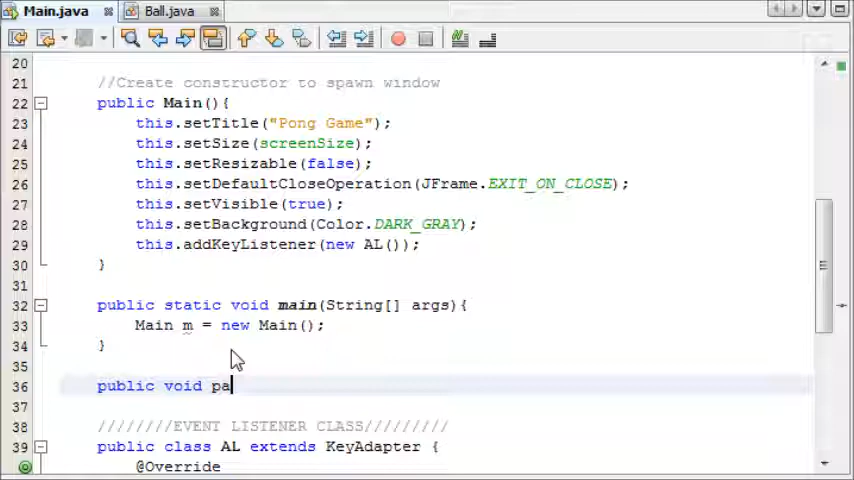 Main.java Ball.java
20
21 //Create constructor to spawn window
22 public Main(){
23 this.setTitle("Pong Game");
24 this.setSize(screenSize);
25 this.setResizable(false);
26 this.setDefaultCloseOperation(JFrame.EXIT_ON_CLOSE);
27 this.setVisible(true);
28 this.setBackground(Color.DARK_GRAY);
29 this.addKeyListener(new AL());
30 }
31
32 public static void main(String[] args){
33 Main m = new Main();
34 }
35
36 public void pa
37
38 ////////EVENT LISTENER CLASS/////////
39 public class AL extends KeyAdapter {
@Override